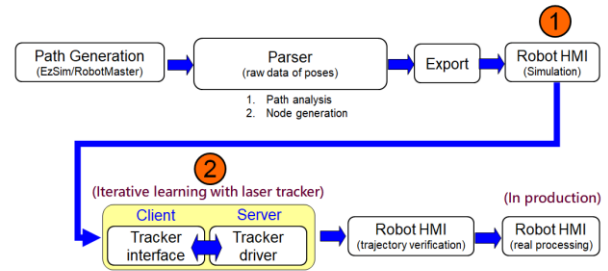 1
Path Generation
(EzSim/RobotMaster)
Parser
(raw data of poses)
Export
Robot HMI
(Simulation)
1. Path analysis
2. Node generation
2
(Iterative learning with laser tracker)
(In production)
Client
Server
Tracker
interface
Tracker
driver
Robot HMI
(trajectory verification)
Robot HMI
(real processing)